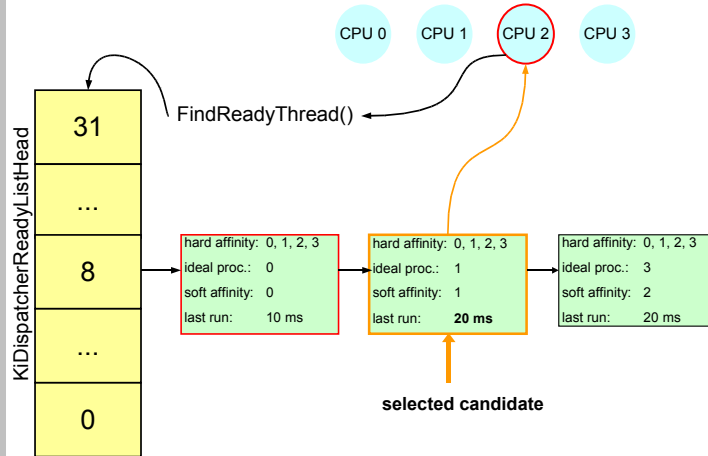 CPU 0 CPU 1 CPU 2 CPU 3
FindReadyThread()
KiDispatcherReadyListHead
31
...
8
...
0
hard affinity: 0, 1, 2, 3
ideal proc.: 0
soft affinity: 0
last run: 10 ms
hard affinity: 0, 1, 2, 3
ideal proc.: 1
soft affinity: 1
last run: 20 ms
hard affinity: 0, 1, 2, 3
ideal proc.: 3
soft affinity: 2
last run: 20 ms
selected candidate